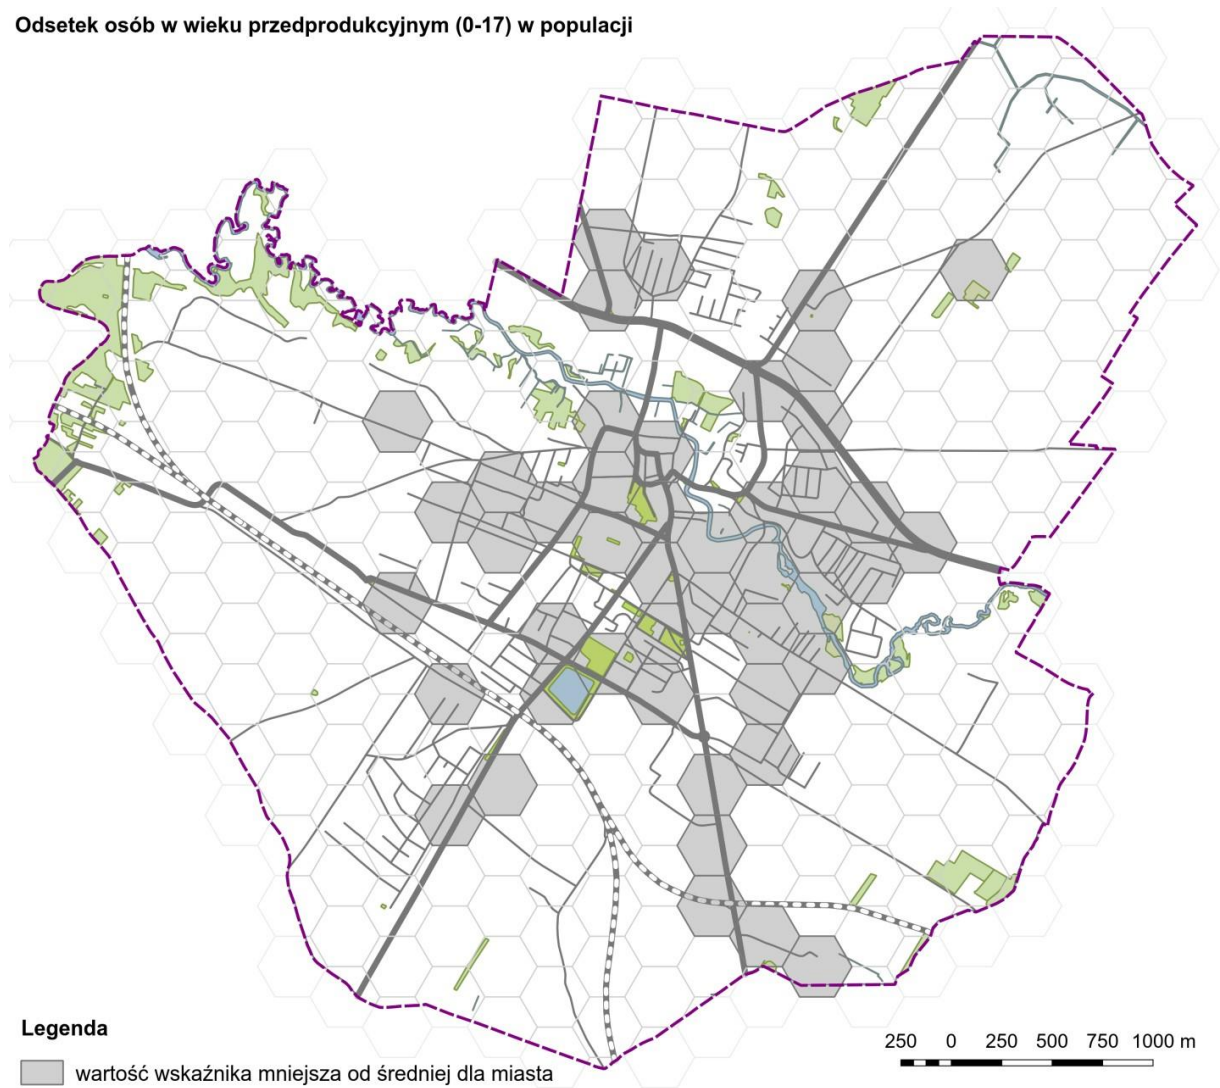 Odsetek osób w wieku przedprodukcyjnym (0-17) w populacji
Legenda
wartość wskaźnika mniejsza od średniej dla miasta
250 0 250 500 750 1000 m